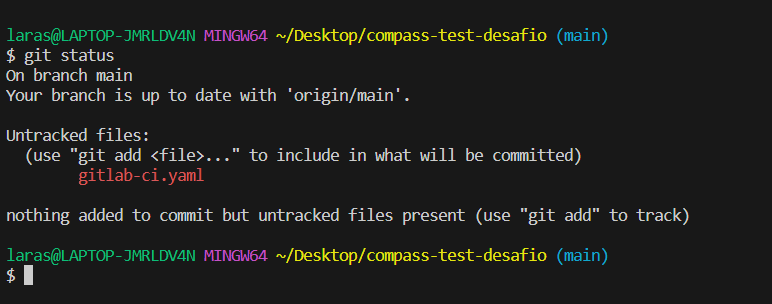 laras@LAPTOP-JMRLDV4N MINGW64 ~/Desktop/compass-test-desafio (main)
$ git status
On branch main
Your branch is up to date with 'origin/main'.
Untracked files:
  (use "git add <file>..." to include in what will be committed)
        gitlab-ci.yaml
nothing added to commit but untracked files present (use "git add" to track)
laras@LAPTOP-JMRLDV4N MINGW64 ~/Desktop/compass-test-desafio (main)
$